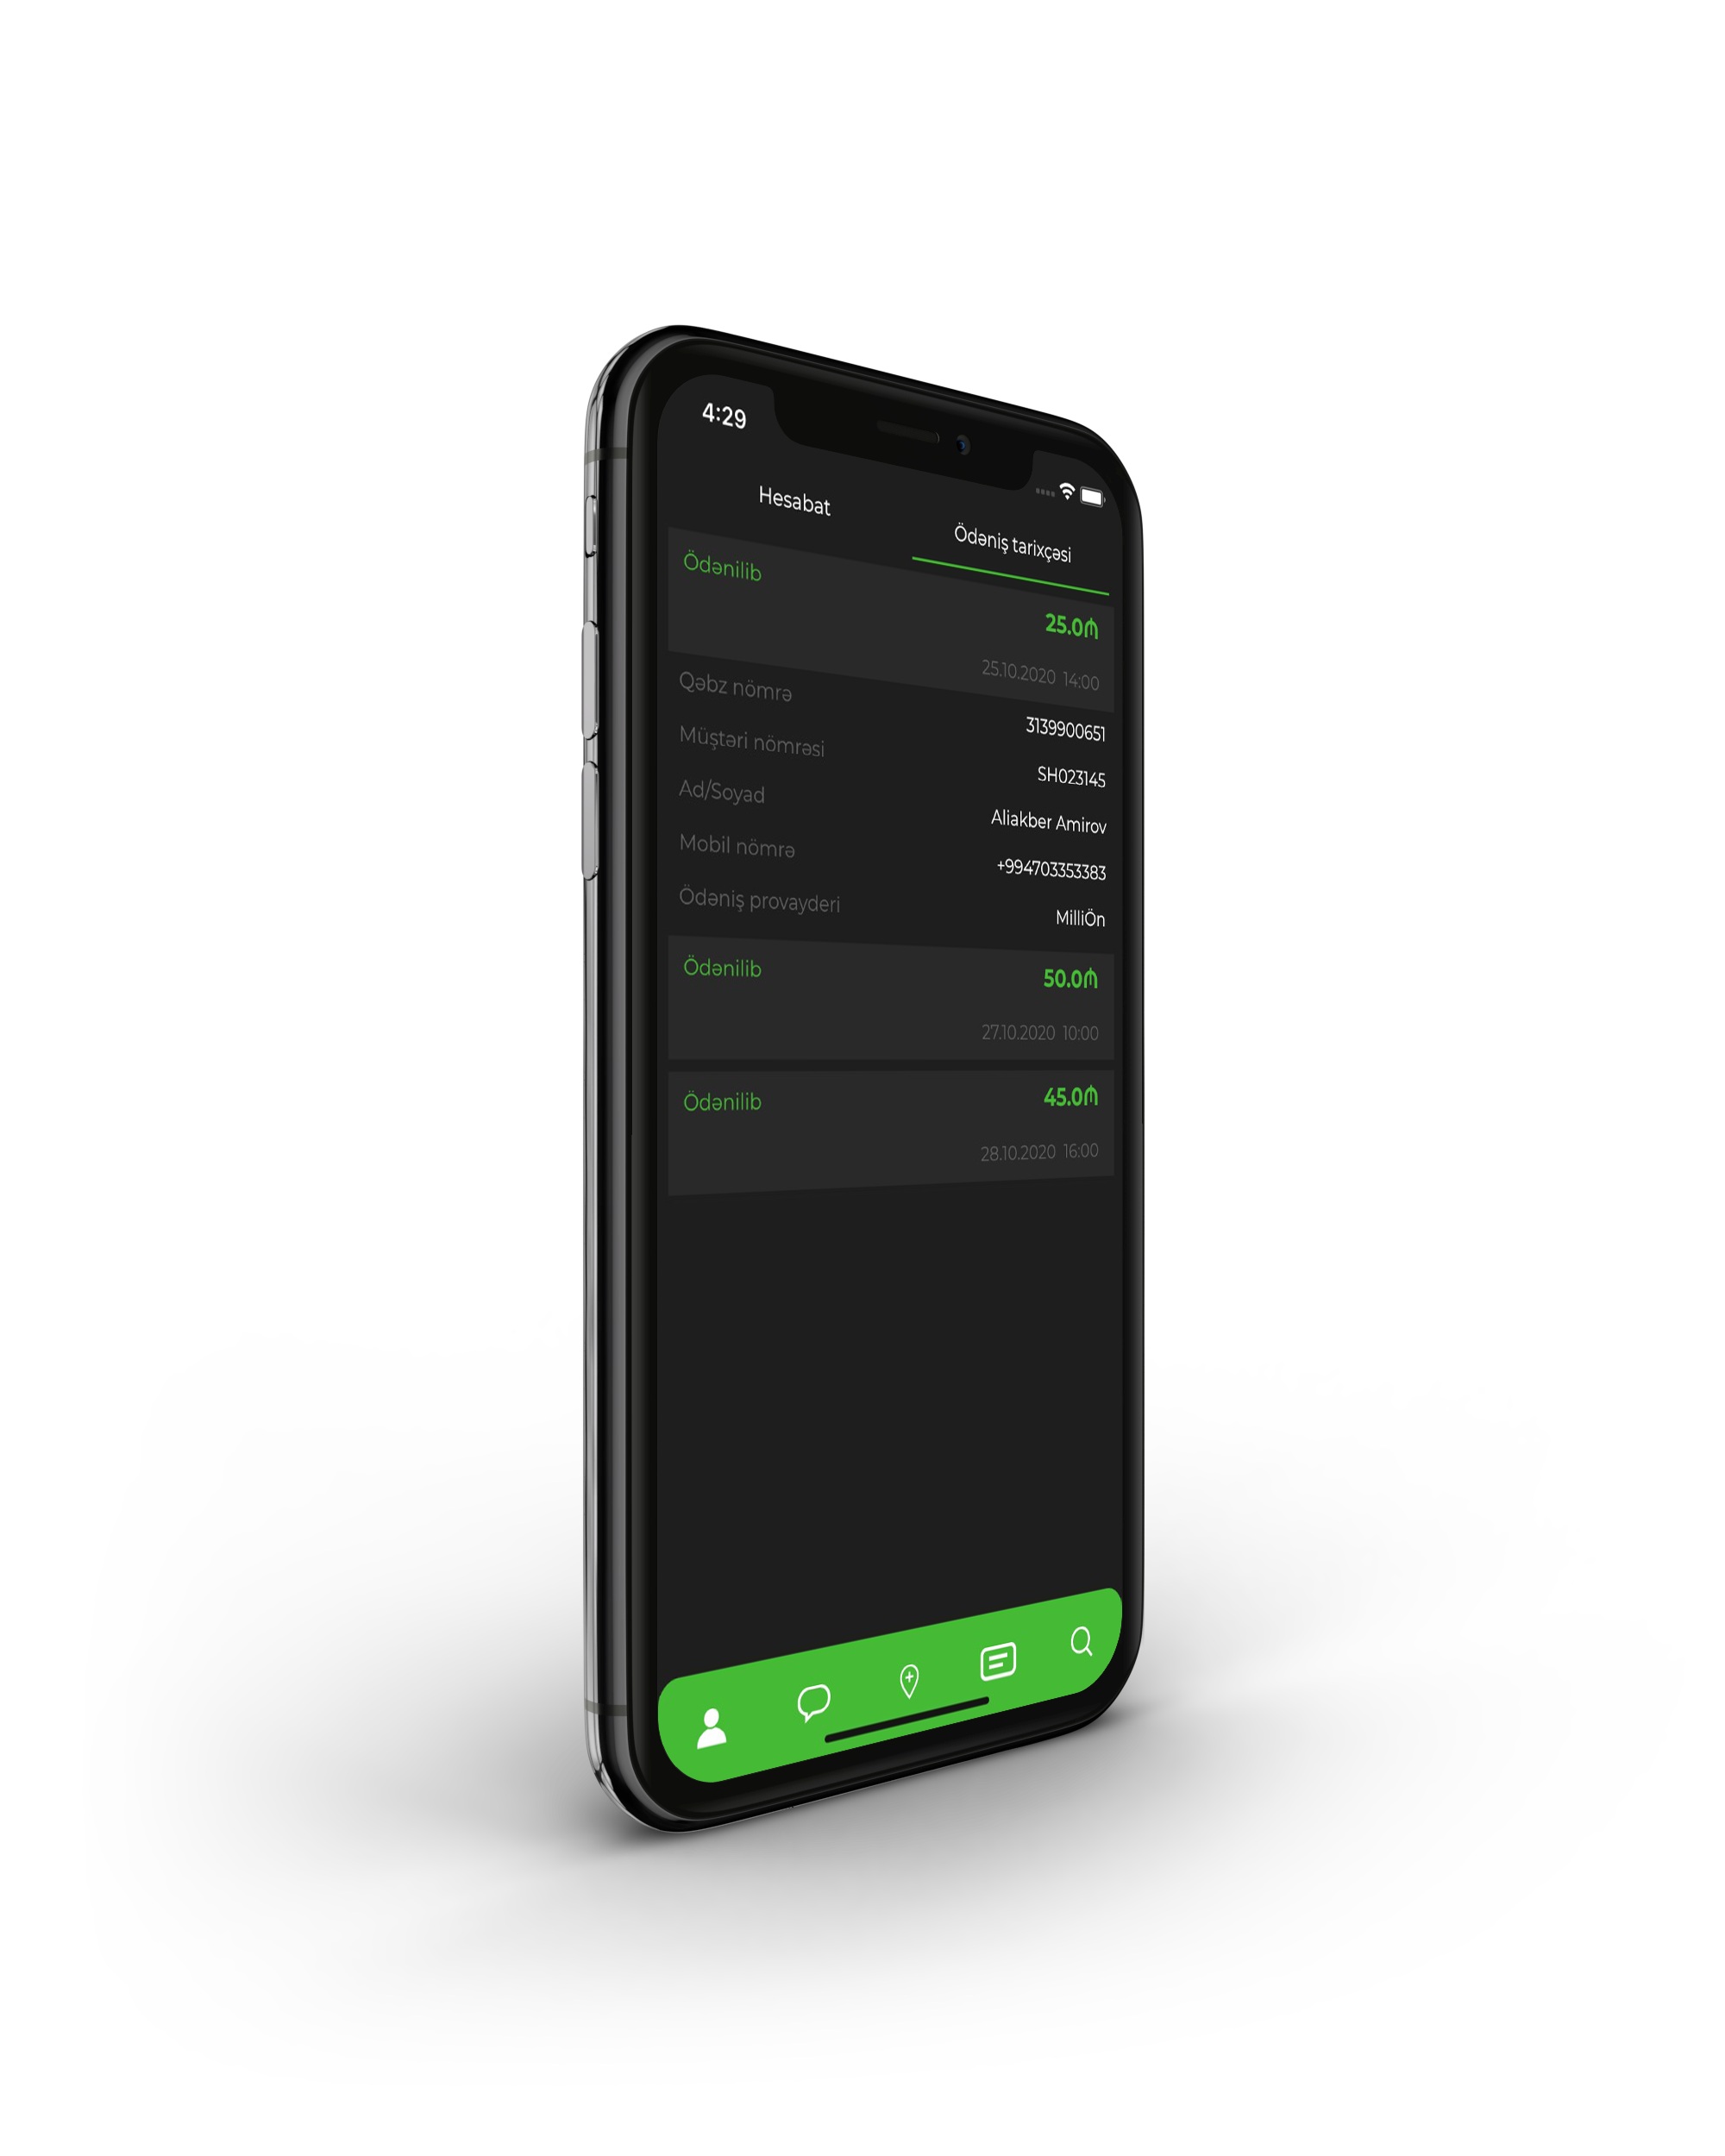 4:29
Hesabat
Ödəniş tarixçəsi
Ödənilib
25.0₼
25.10.2020 14:00
Qəbz nömrə
3139900651
Müştəri nömrəsi
SH023145
Ad/Soyad
Aliakber Amirov
Mobil nömrə
+994703353383
Ödəniş provayderi
MilliÖn
Ödənilib
50.0₼
27.10.2020 10:00
Ödənilib
45.0₼
28.10.2020 16:00